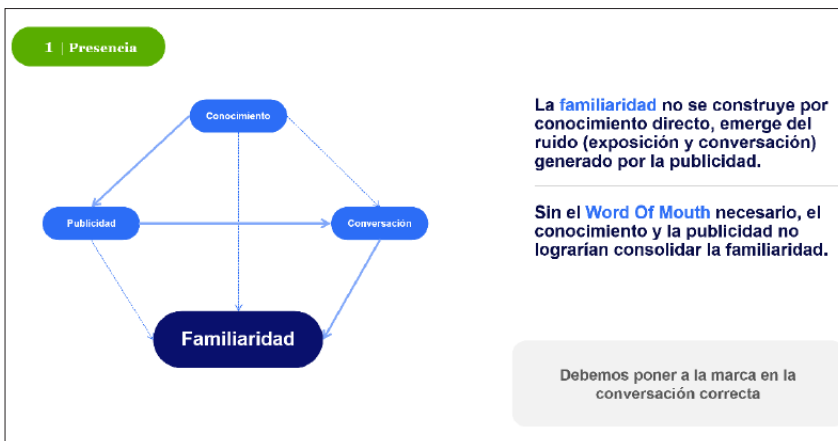 1 | Presencia
Conocimiento
Publicidad
Conversación
Familiaridad
La familiaridad no se construye por
conocimiento directo, emerge del
ruido (exposición y conversación)
generado por la publicidad.
Sin el Word Of Mouth necesario, el
conocimiento y la publicidad no
lograrían consolidar la familiaridad.
Debemos poner a la marca en la
conversación correcta